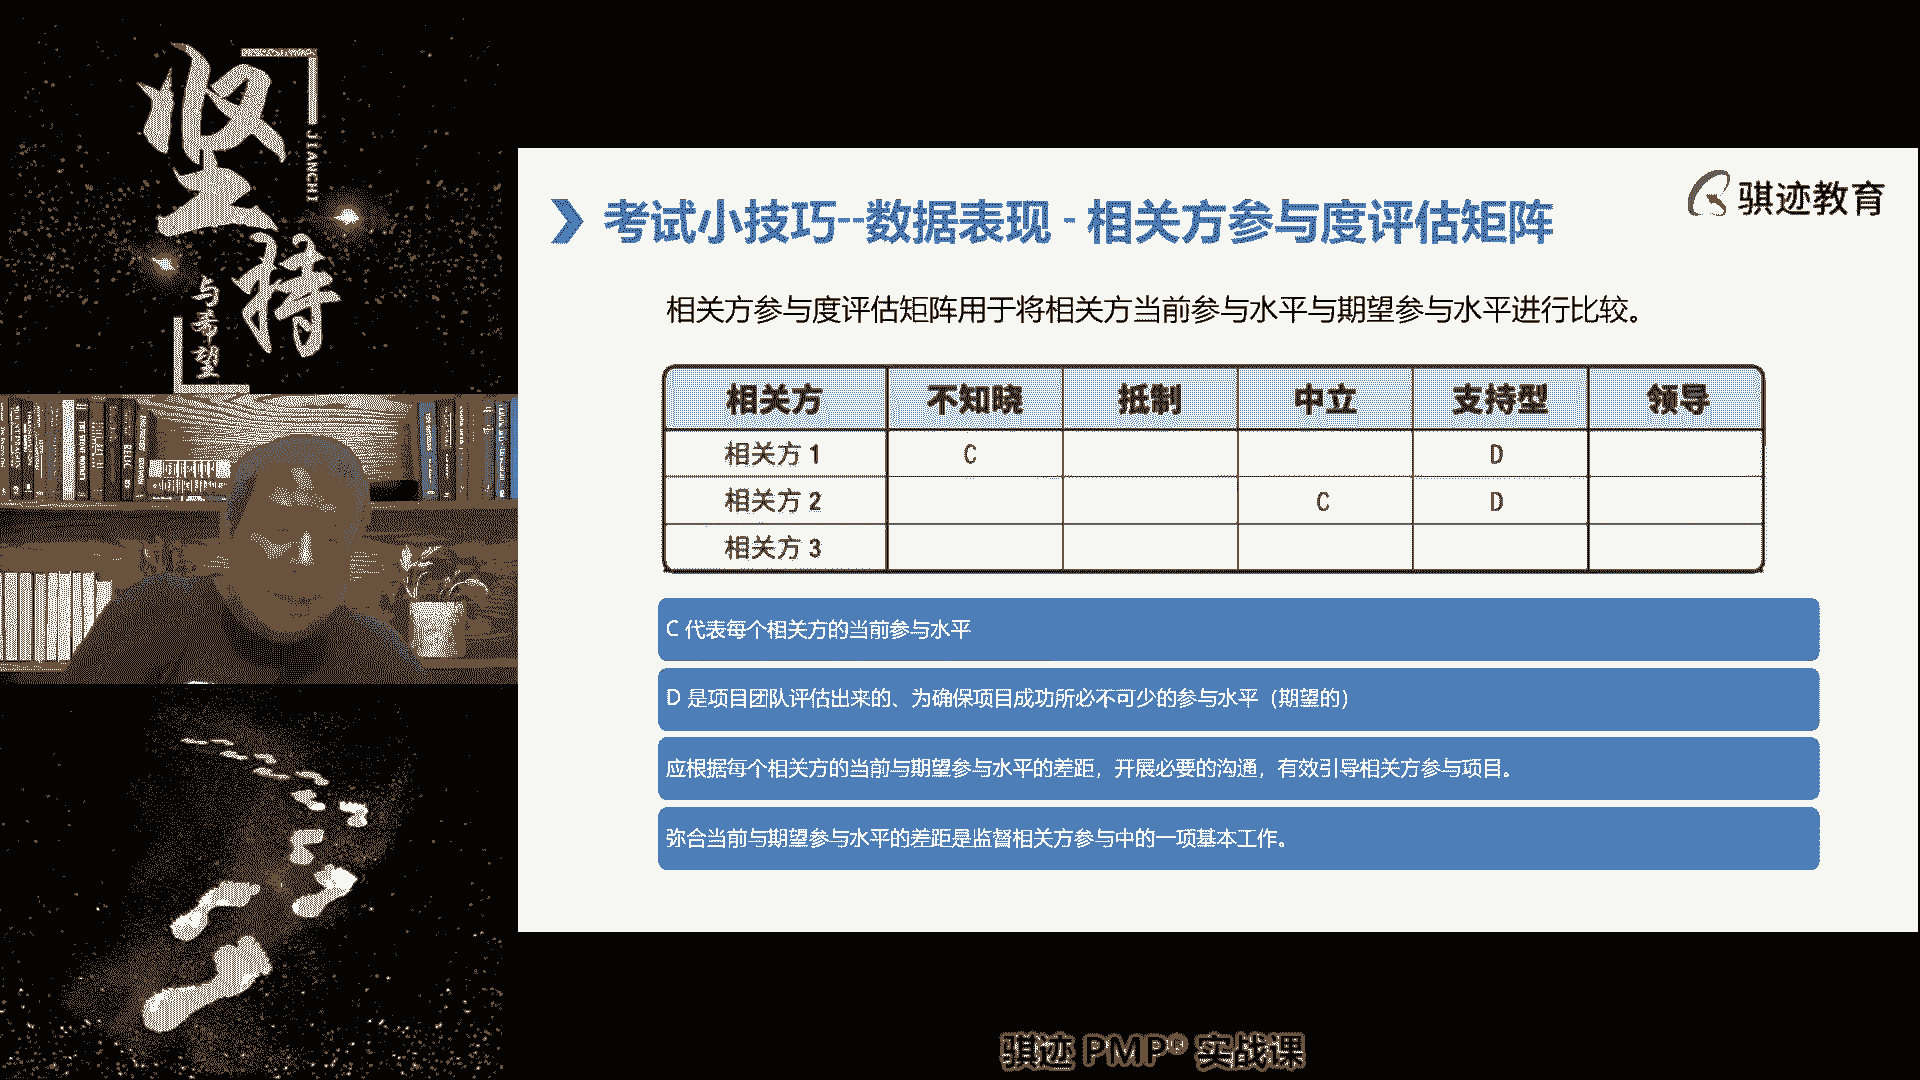 坚持
JIANCHI
与希望
骐迹教育
考试小技巧--数据表现 - 相关方参与度评估矩阵
相关方参与度评估矩阵用于将相关方当前参与水平与期望参与水平进行比较。
相关方 不知晓 抵制 中立 支持型 领导
相关方 1 C D
相关方 2 C D
相关方 3
C 代表每个相关方的当前参与水平
D 是项目团队评估出来的、为确保项目成功所必不可少的参与水平（期望的）
应根据每个相关方的当前与期望参与水平的差距，开展必要的沟通，有效引导相关方参与项目。
弥合当前与期望参与水平的差距是监督相关方参与中的一项基本工作。
骐迹 PMP® 实战课